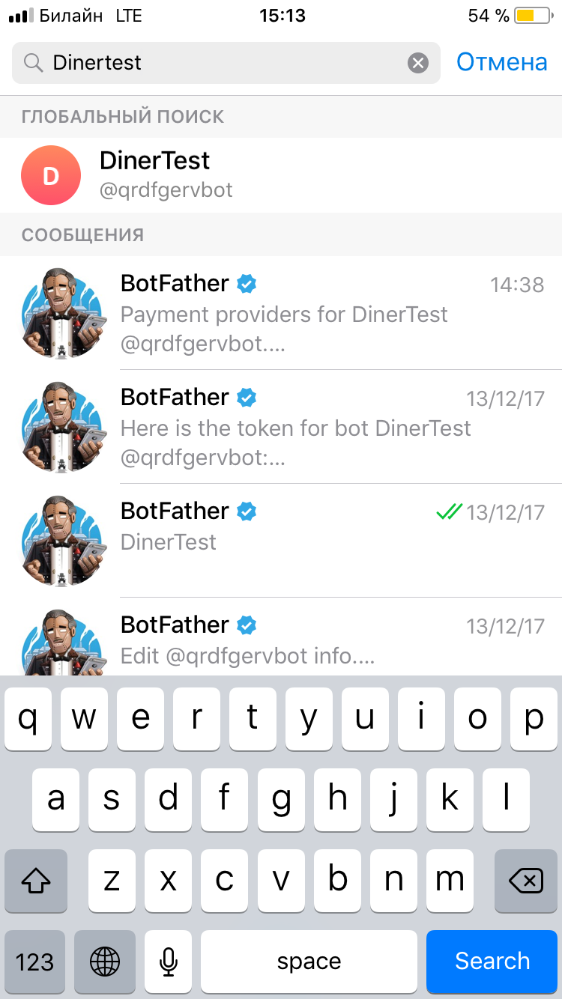 Билайн LTE 15:13 54 %
Dinertest Отмена
ГЛОБАЛЬНЫЙ ПОИСК
D
DinerTest
@qrdfgervbot
СООБЩЕНИЯ
BotFather 14:38
Payment providers for DinerTest
@qrdfgervbot....
BotFather 13/12/17
Here is the token for bot DinerTest
@qrdfgervbot:...
BotFather 13/12/17
DinerTest
BotFather 13/12/17
Edit @qrdfgervbot info....
q w e r t y u i o p
a s d f g h j k l
z x c v b n m
123 space Search